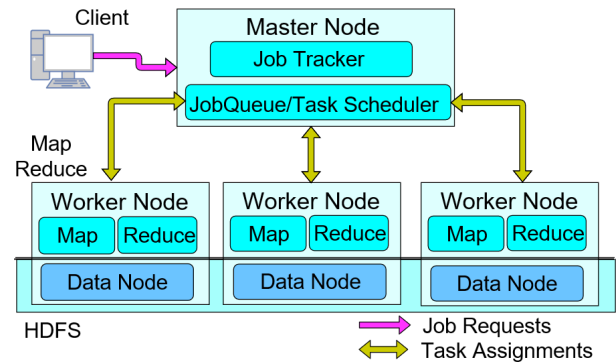 Client
Master Node
Job Tracker
JobQueue/Task Scheduler
Map
Reduce
Worker Node
Map
Reduce
Data Node
Worker Node
Map
Reduce
Data Node
Worker Node
Map
Reduce
Data Node
HDFS
Job Requests
Task Assignments